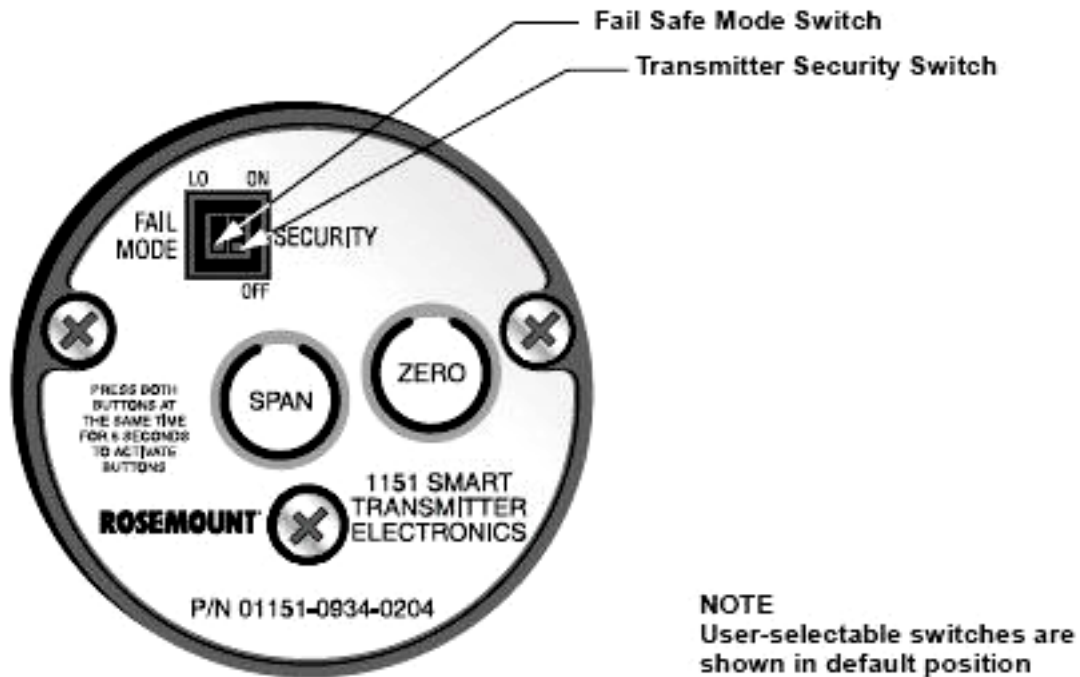 Fail Safe Mode Switch
Transmitter Security Switch
LO ON
FAIL
MODE
SECURITY
OFF
SPAN
ZERO
PRESS BOTH
BUTTONS AT
THE SAME TIME
FOR 5 SECONDS
TO ACTIVATE
BUTTONS
1151 SMART
TRANSMITTER
ELECTRONICS
ROSEMOUNT
P/N 01151-0934-0204
NOTE
User-selectable switches are
shown in default position